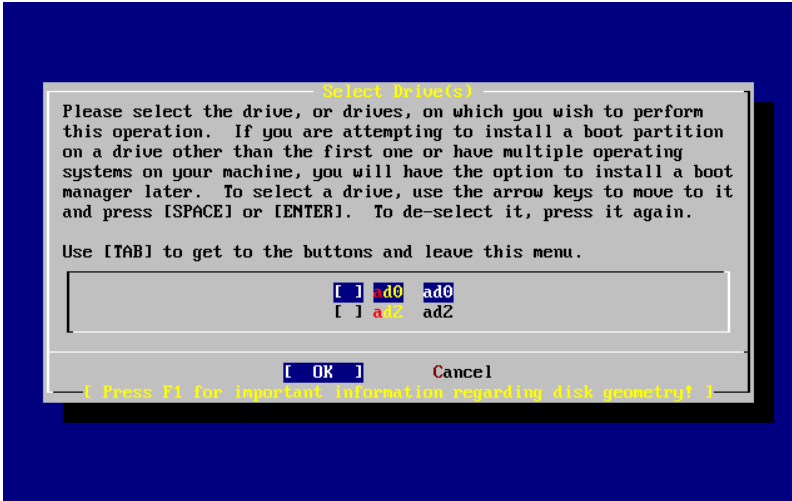 Select Drive(s)
Please select the drive, or drives, on which you wish to perform
this operation.  If you are attempting to install a boot partition
on a drive other than the first one or have multiple operating
systems on your machine, you will have the option to install a boot
manager later.  To select a drive, use the arrow keys to move to it
and press [SPACE] or [ENTER].  To de-select it, press it again.
Use [TAB] to get to the buttons and leave this menu.
[ ] ad0  ad0
[ ] ad2  ad2
[  OK  ]       Cancel
[ Press F1 for important information regarding disk geometry! ]